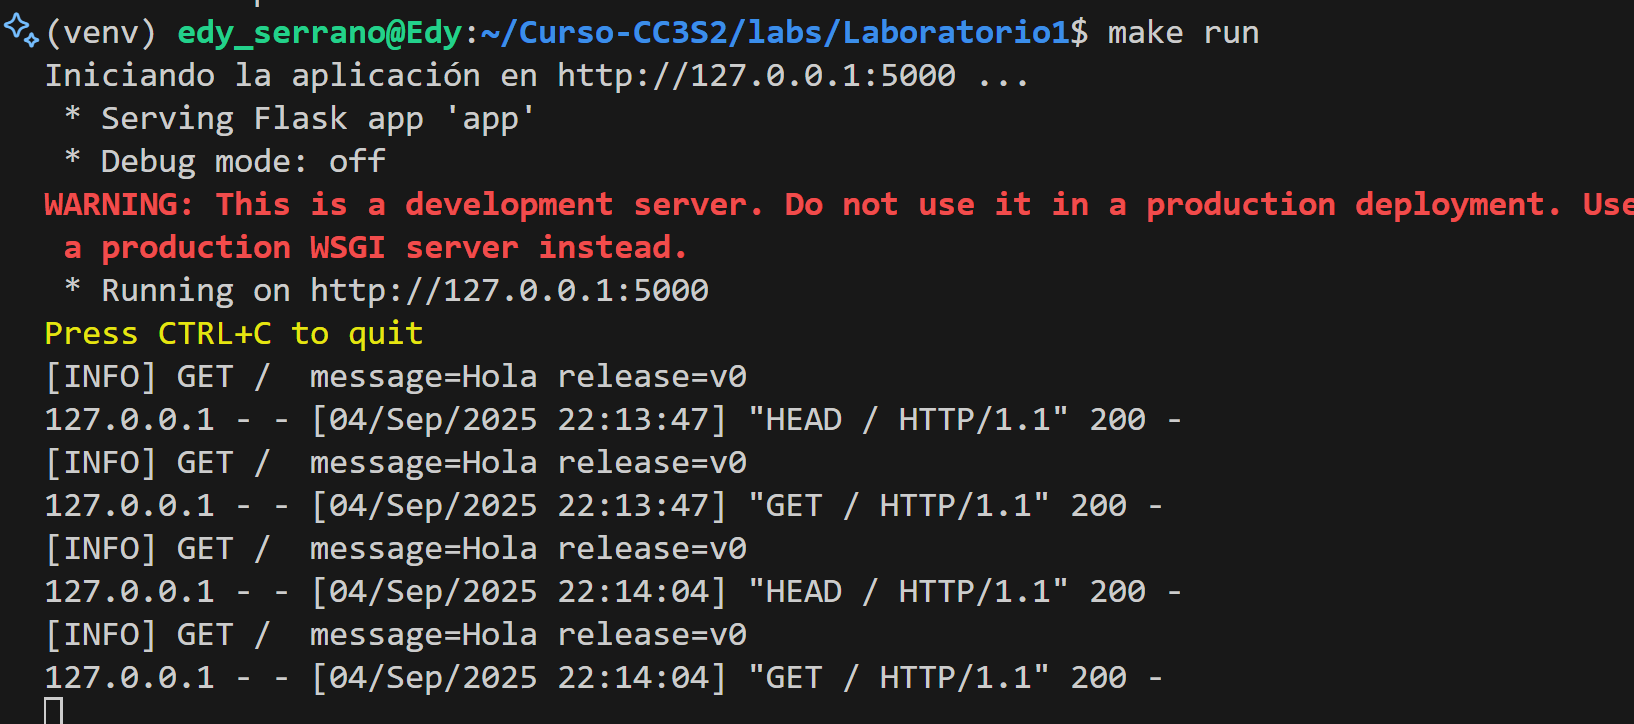 (venv) edy_serrano@Edy:~/Curso-CC3S2/labs/Laboratorio1$ make run
Iniciando la aplicación en http://127.0.0.1:5000 ...
 * Serving Flask app 'app'
 * Debug mode: off
WARNING: This is a development server. Do not use it in a production deployment. Use
 a production WSGI server instead.
 * Running on http://127.0.0.1:5000
Press CTRL+C to quit
[INFO] GET /  message=Hola release=v0
127.0.0.1 - - [04/Sep/2025 22:13:47] "HEAD / HTTP/1.1" 200 -
[INFO] GET /  message=Hola release=v0
127.0.0.1 - - [04/Sep/2025 22:13:47] "GET / HTTP/1.1" 200 -
[INFO] GET /  message=Hola release=v0
127.0.0.1 - - [04/Sep/2025 22:14:04] "HEAD / HTTP/1.1" 200 -
[INFO] GET /  message=Hola release=v0
127.0.0.1 - - [04/Sep/2025 22:14:04] "GET / HTTP/1.1" 200 -